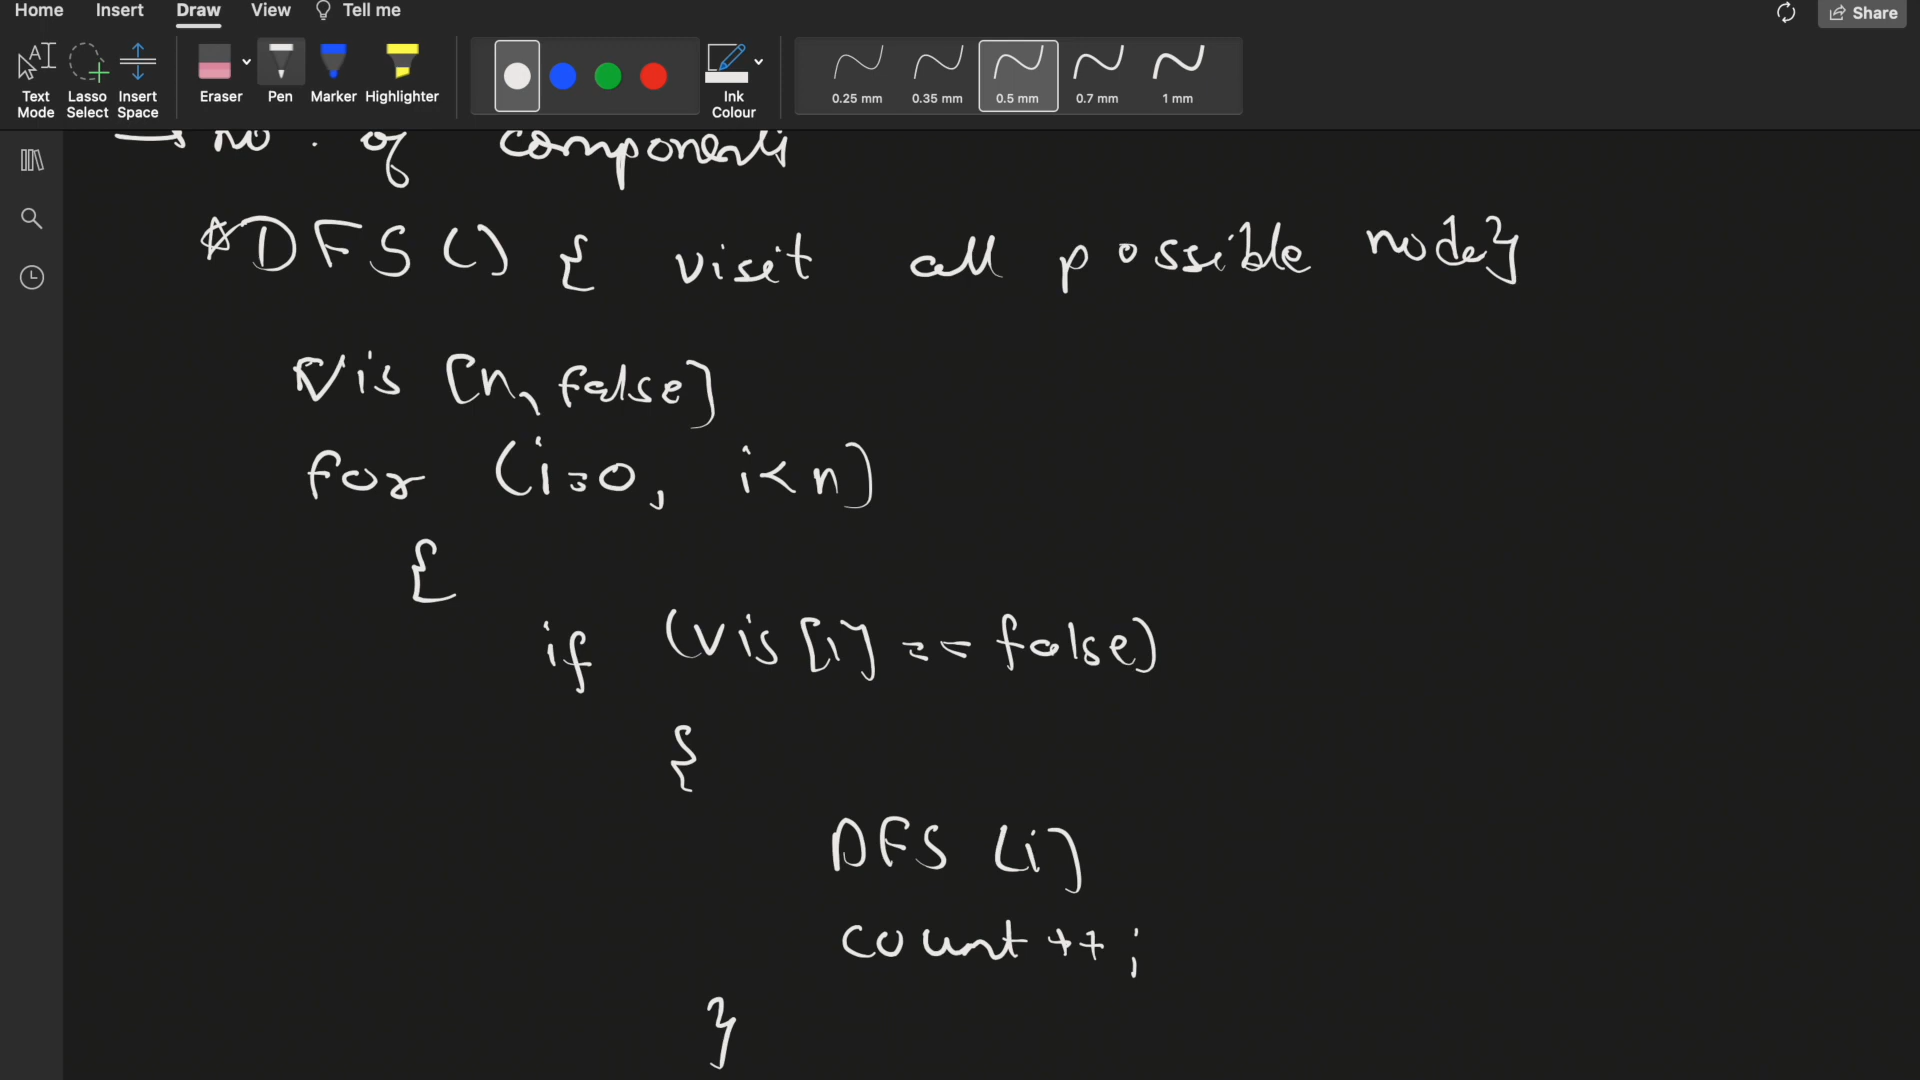 Home Insert Draw View Tell me Share
Text Mode Lasso Select Insert Space Eraser Pen Marker Highlighter Ink Colour 0.25 mm 0.35 mm 0.5 mm 0.7 mm 1 mm
→ no. of components
*DFS() { visit all possible node}
Vis [n, false]
for (i=0, i<n)
{
if (vis[i] == false)
{
DFS (i)
count++;
}